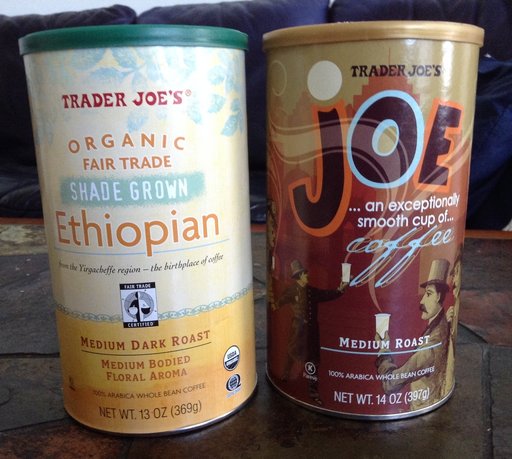 TRADER JOE'S®
ORGANIC
FAIR TRADE
SHADE GROWN
Ethiopian
from the Yirgacheffe region – the birthplace of coffee
FAIR TRADE
CERTIFIED
MEDIUM DARK ROAST
MEDIUM BODIED
FLORAL AROMA
USDA
ORGANIC
100% ARABICA WHOLE BEAN COFFEE
NET WT. 13 OZ (369g)
TRADER JOE'S
JOE
... an exceptionally
smooth cup of...
coffee
MEDIUM ROAST
K
Pareve
100% ARABICA WHOLE BEAN COFFEE
NET WT. 14 OZ (397g)